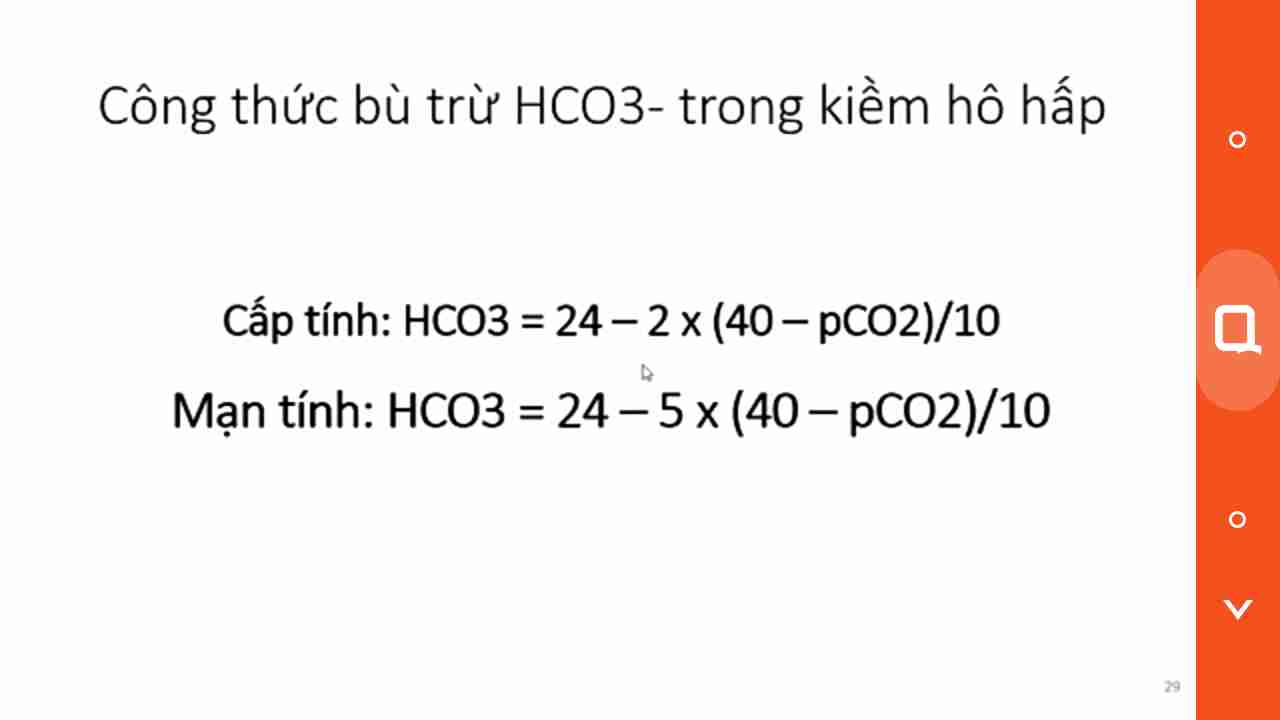 Công thức bù trừ HCO3- trong kiềm hô hấp
Cấp tính: HCO3 = 24 – 2 x (40 – pCO2)/10
Mạn tính: HCO3 = 24 – 5 x (40 – pCO2)/10
29